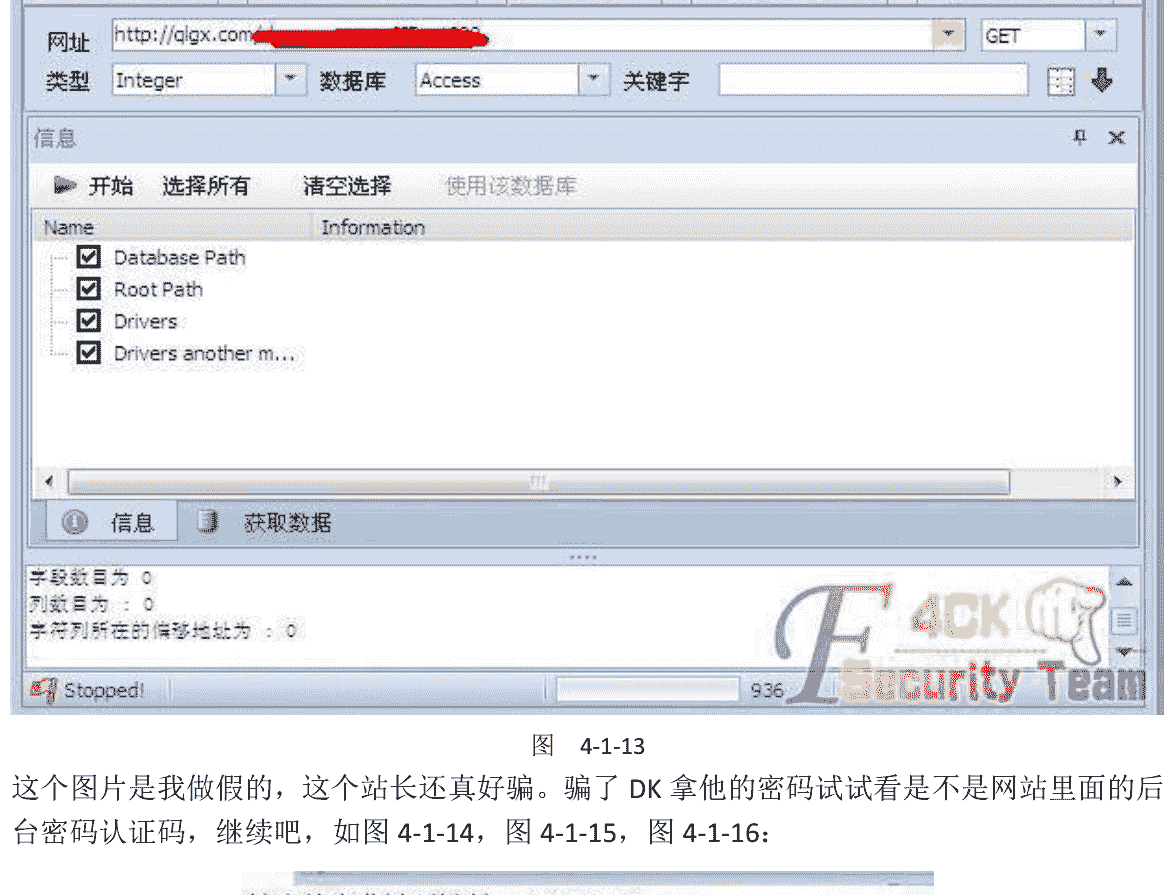 网址 http://qlgx.com GET
类型 Integer 数据库 Access 关键字
信息
开始 选择所有 清空选择 使用该数据库
Name Information
Database Path
Root Path
Drivers
Drivers another m...
信息 获取数据
字段数目为 0
列数目为 : 0
字符列所在的偏移地址为 : 0
F4CK
Security Team
Stopped! 936
图 4-1-13
这个图片是我做假的，这个站长还真好骗。骗了 DK 拿他的密码试试看是不是网站里面的后
台密码认证码，继续吧，如图 4-1-14，图 4-1-15，图 4-1-16：